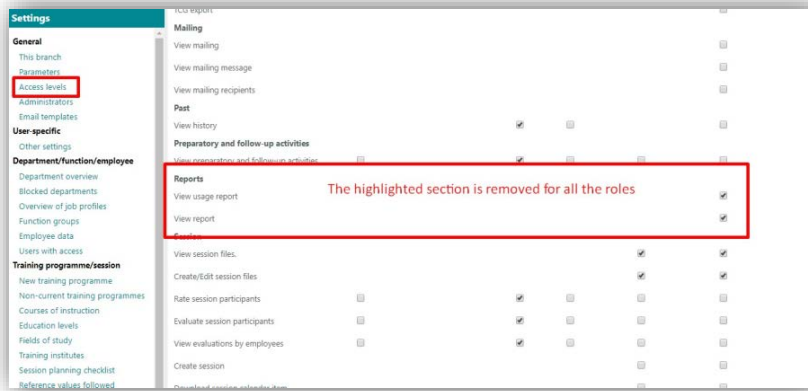 Settings
General
This branch
Parameters
Access levels
Administrators
Email templates
User-specific
Other settings
Department/function/employee
Department overview
Blocked departments
Overview of job profiles
Function groups
Employee data
Users with access
Training programme/session
New training programme
Non-current training programmes
Courses of instruction
Education levels
Fields of study
Training institutes
Session planning checklist
Reference values followed
Mailing
View mailing
View mailing message
View mailing recipients
Past
View history
Preparatory and follow-up activities
View preparatory and follow-up activities
Reports
The highlighted section is removed for all the roles
View usage report
View report
Session
View session files.
Create/Edit session files
Rate session participants
Evaluate session participants
View evaluations by employees
Create session
Download session calendar item